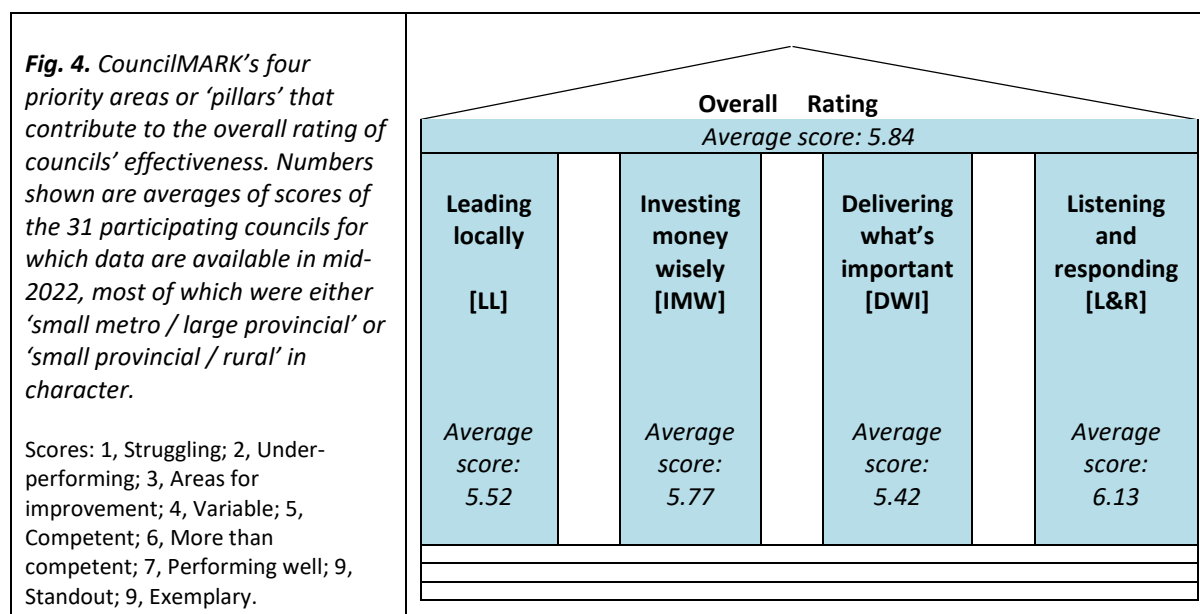 Fig. 4. CouncilMARK’s four
priority areas or ‘pillars’ that
contribute to the overall rating of
councils’ effectiveness. Numbers
shown are averages of scores of
the 31 participating councils for
which data are available in mid-
2022, most of which were either
‘small metro / large provincial’ or
‘small provincial / rural’ in
character.
Scores: 1, Struggling; 2, Under-
performing; 3, Areas for
improvement; 4, Variable; 5,
Competent; 6, More than
competent; 7, Performing well; 9,
Standout; 9, Exemplary.
Overall Rating
Average score: 5.84
Leading
locally
[LL]
Average
score:
5.52
Investing
money
wisely
[IMW]
Average
score:
5.77
Delivering
what’s
important
[DWI]
Average
score:
5.42
Listening
and
responding
[L&R]
Average
score:
6.13